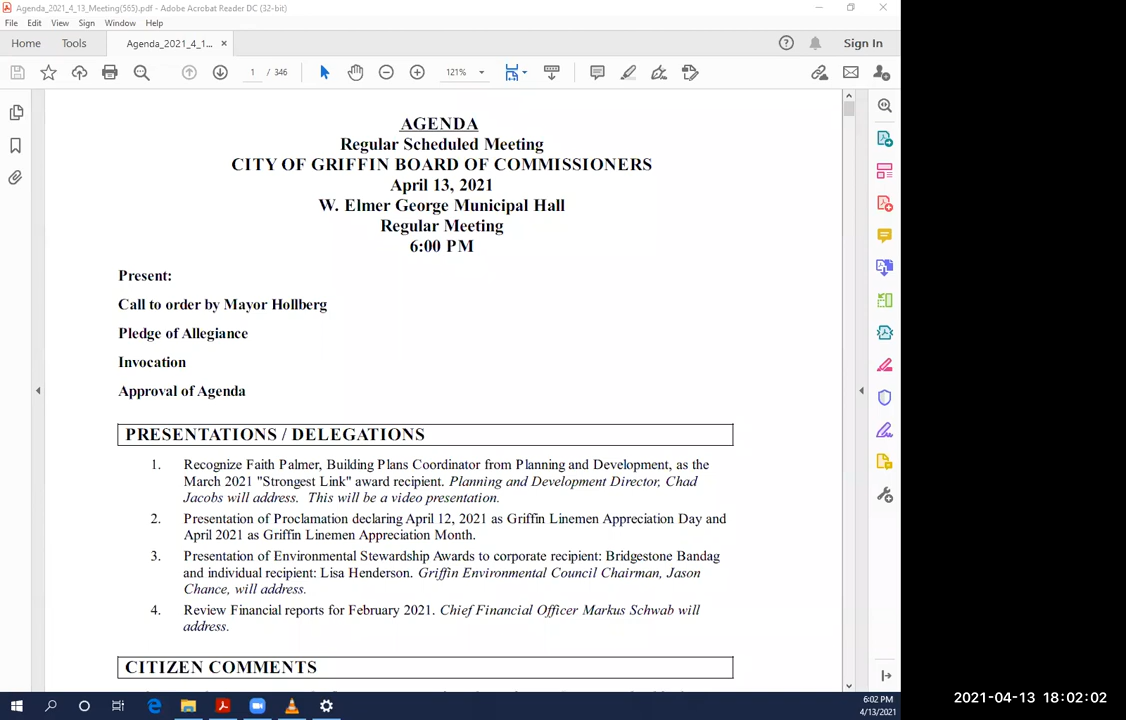 Agenda_2021_4_13_Meeting(565).pdf - Adobe Acrobat Reader DC (32-bit)
File Edit View Sign Window Help
Home Tools Agenda_2021_4_1... × Sign In
1 / 346 121%
AGENDA
Regular Scheduled Meeting
CITY OF GRIFFIN BOARD OF COMMISSIONERS
April 13, 2021
W. Elmer George Municipal Hall
Regular Meeting
6:00 PM
Present:
Call to order by Mayor Hollberg
Pledge of Allegiance
Invocation
Approval of Agenda
PRESENTATIONS / DELEGATIONS
1. Recognize Faith Palmer, Building Plans Coordinator from Planning and Development, as the
March 2021 "Strongest Link" award recipient. Planning and Development Director, Chad
Jacobs will address. This will be a video presentation.
2. Presentation of Proclamation declaring April 12, 2021 as Griffin Linemen Appreciation Day and
April 2021 as Griffin Linemen Appreciation Month.
3. Presentation of Environmental Stewardship Awards to corporate recipient: Bridgestone Bandag
and individual recipient: Lisa Henderson. Griffin Environmental Council Chairman, Jason
Chance, will address.
4. Review Financial reports for February 2021. Chief Financial Officer Markus Schwab will
address.
CITIZEN COMMENTS
6:02 PM
4/13/2021
2021-04-13 18:02:02